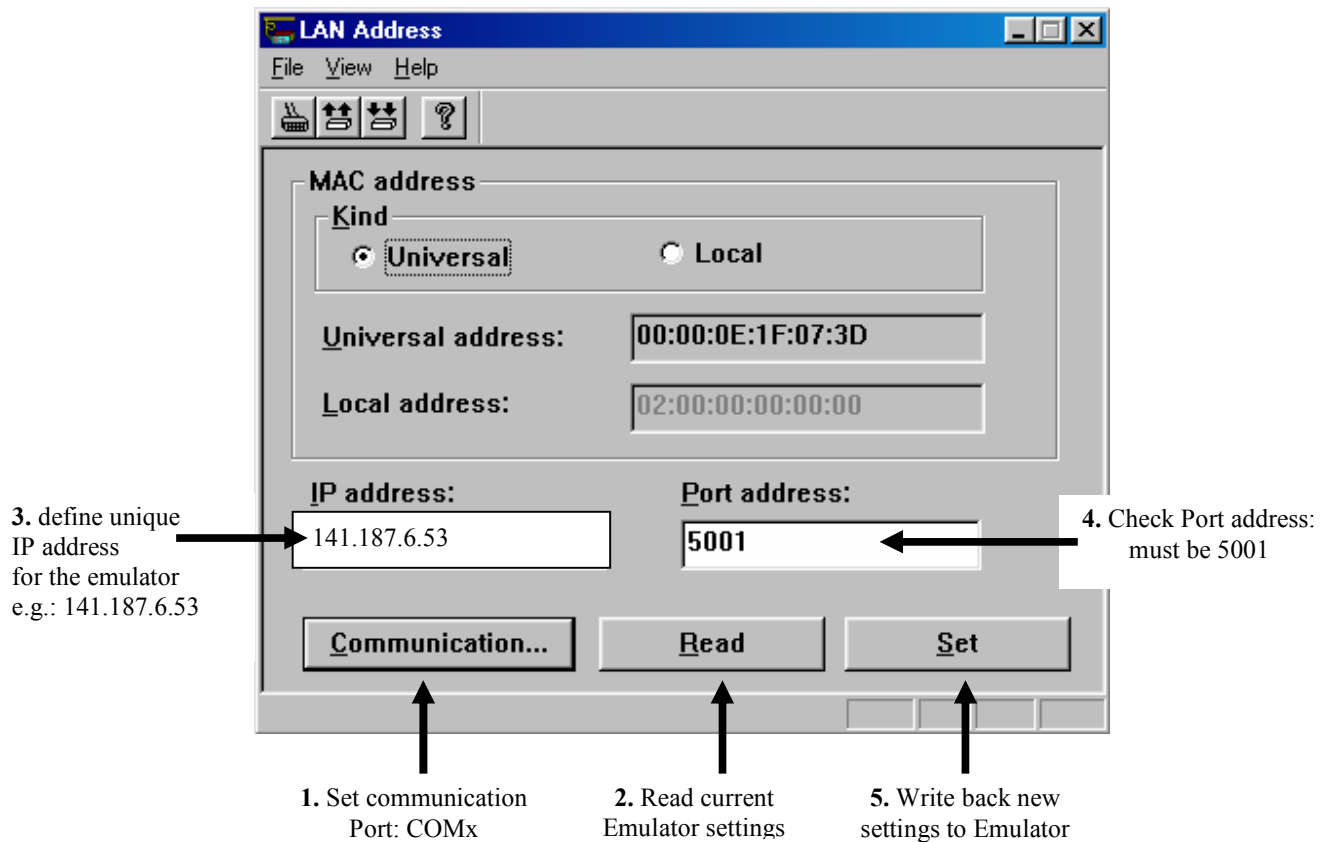 LAN Address
File View Help
MAC address
Kind
Universal Local
Universal address: 00:00:0E:1F:07:3D
Local address: 02:00:00:00:00:00
IP address: Port address:
141.187.6.53 5001
3. define unique
IP address
for the emulator
e.g.: 141.187.6.53
4. Check Port address:
must be 5001
Communication... Read Set
1. Set communication
Port: COMx
2. Read current
Emulator settings
5. Write back new
settings to Emulator